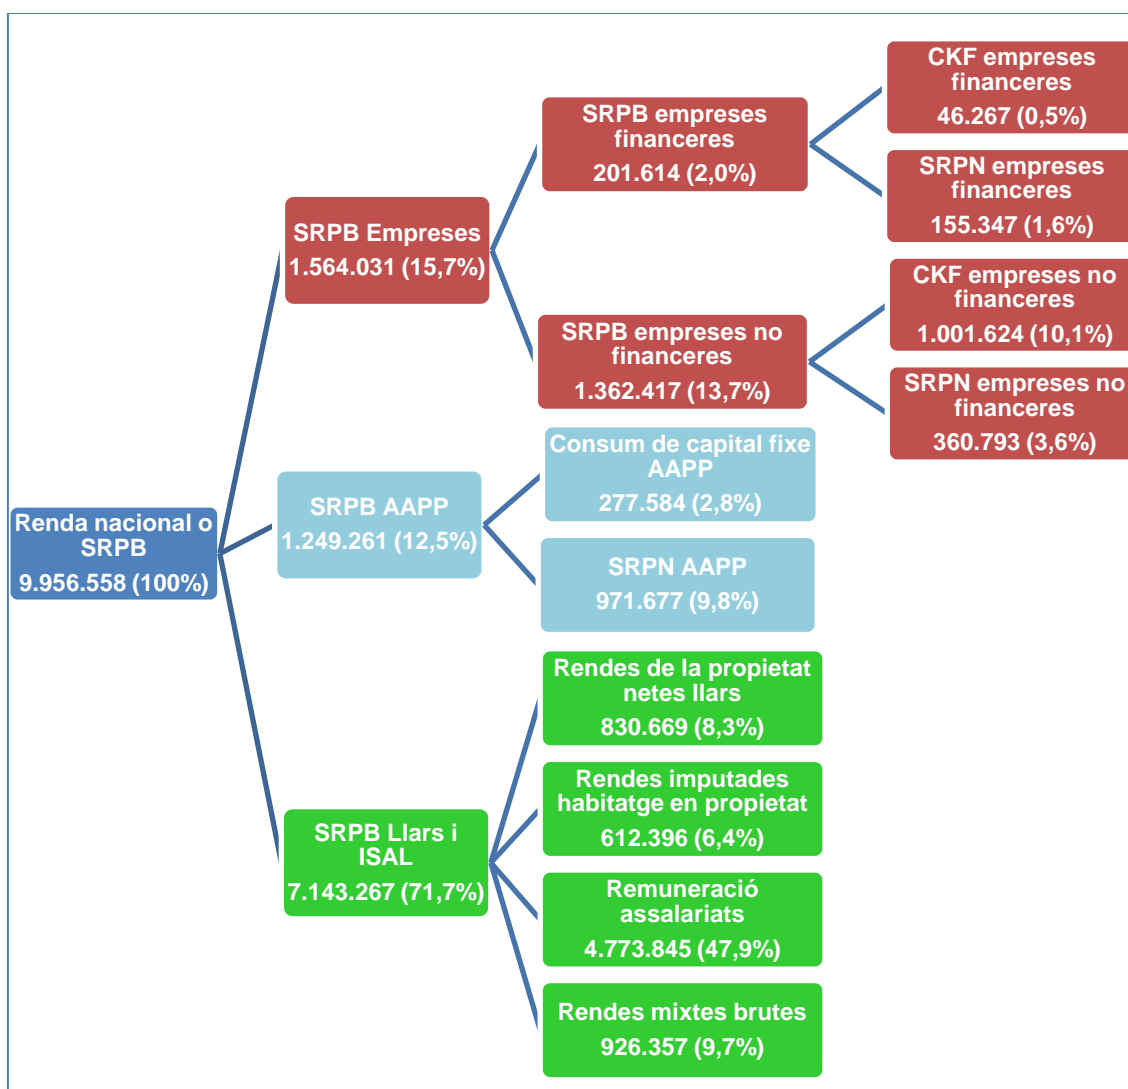 Renda nacional o
SRPB
9.956.558 (100%)
SRPB Empreses
1.564.031 (15,7%)
SRPB empreses
financeres
201.614 (2,0%)
CKF empreses
financeres
46.267 (0,5%)
SRPN empreses
financeres
155.347 (1,6%)
SRPB empreses no
financeres
1.362.417 (13,7%)
CKF empreses no
financeres
1.001.624 (10,1%)
SRPN empreses no
financeres
360.793 (3,6%)
SRPB AAPP
1.249.261 (12,5%)
Consum de capital fixe
AAPP
277.584 (2,8%)
SRPN AAPP
971.677 (9,8%)
SRPB Llars i
ISAL
7.143.267 (71,7%)
Rendes de la propietat
netes llars
830.669 (8,3%)
Rendes imputades
habitatge en propietat
612.396 (6,4%)
Remuneració
assalariats
4.773.845 (47,9%)
Rendes mixtes brutes
926.357 (9,7%)